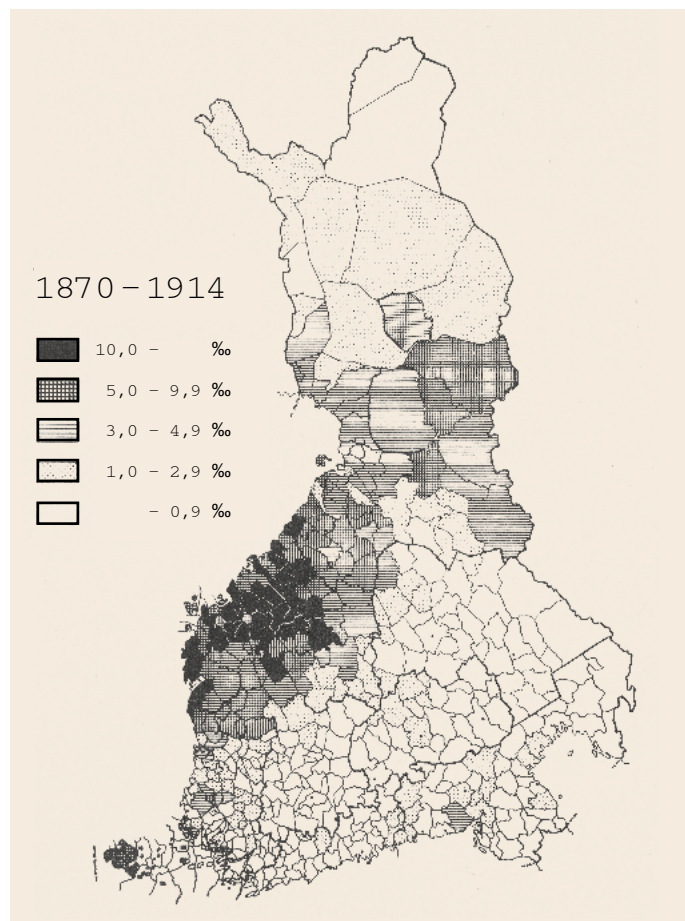 1870-1914
10,0 - ‰
5,0 - 9,9 ‰
3,0 - 4,9 ‰
1,0 - 2,9 ‰
- 0,9 ‰